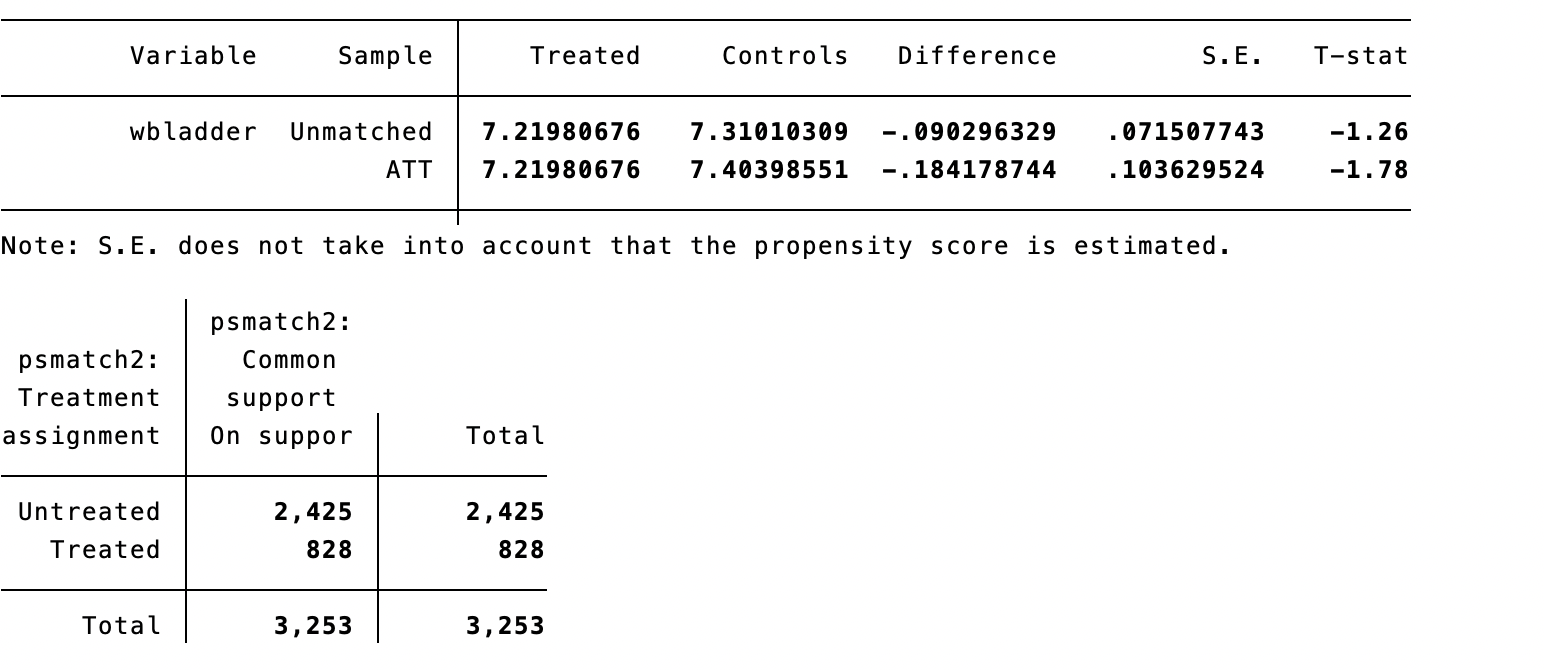 Variable Sample Treated Controls Difference S.E. T-stat
wbladder Unmatched 7.21980676 7.31010309 -.090296329 .071507743 -1.26
ATT 7.21980676 7.40398551 -.184178744 .103629524 -1.78
Note: S.E. does not take into account that the propensity score is estimated.
psmatch2:
psmatch2: Common
Treatment support
assignment On suppor Total
Untreated 2,425 2,425
Treated 828 828
Total 3,253 3,253